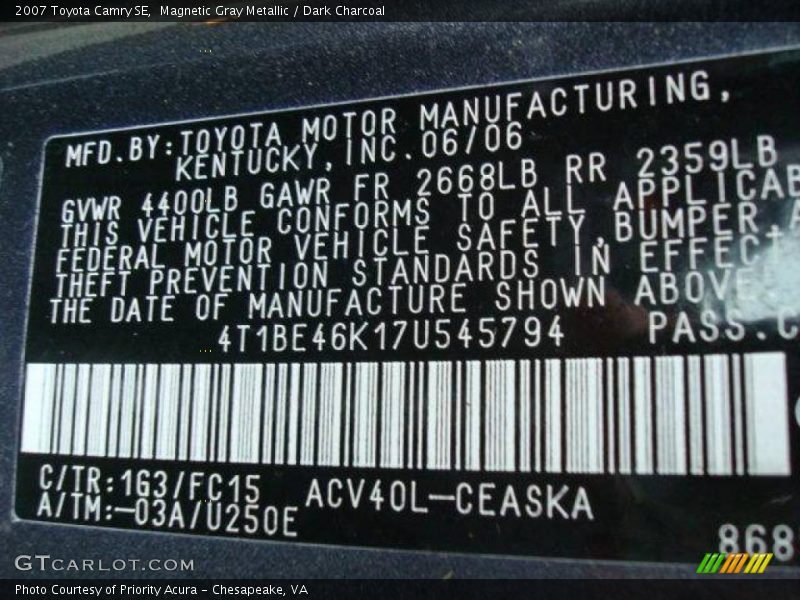 2007 Toyota Camry SE, Magnetic Gray Metallic / Dark Charcoal
MFD.BY:TOYOTA MOTOR MANUFACTURING,
KENTUCKY,INC.06/06
GVWR 4400LB GAWR FR 2668LB RR 2359LB
THIS VEHICLE CONFORMS TO ALL APPLICAB
FEDERAL MOTOR VEHICLE SAFETY,BUMPER,A
THEFT PREVENTION STANDARDS IN EFFECT
THE DATE OF MANUFACTURE SHOWN ABOVE
4T1BE46K17U545794 PASS.C
C/TR:1G3/FC15 ACV40L-CEASKA
A/TM:-03A/U250E
868
GTCARLOT.COM
Photo Courtesy of Priority Acura - Chesapeake, VA